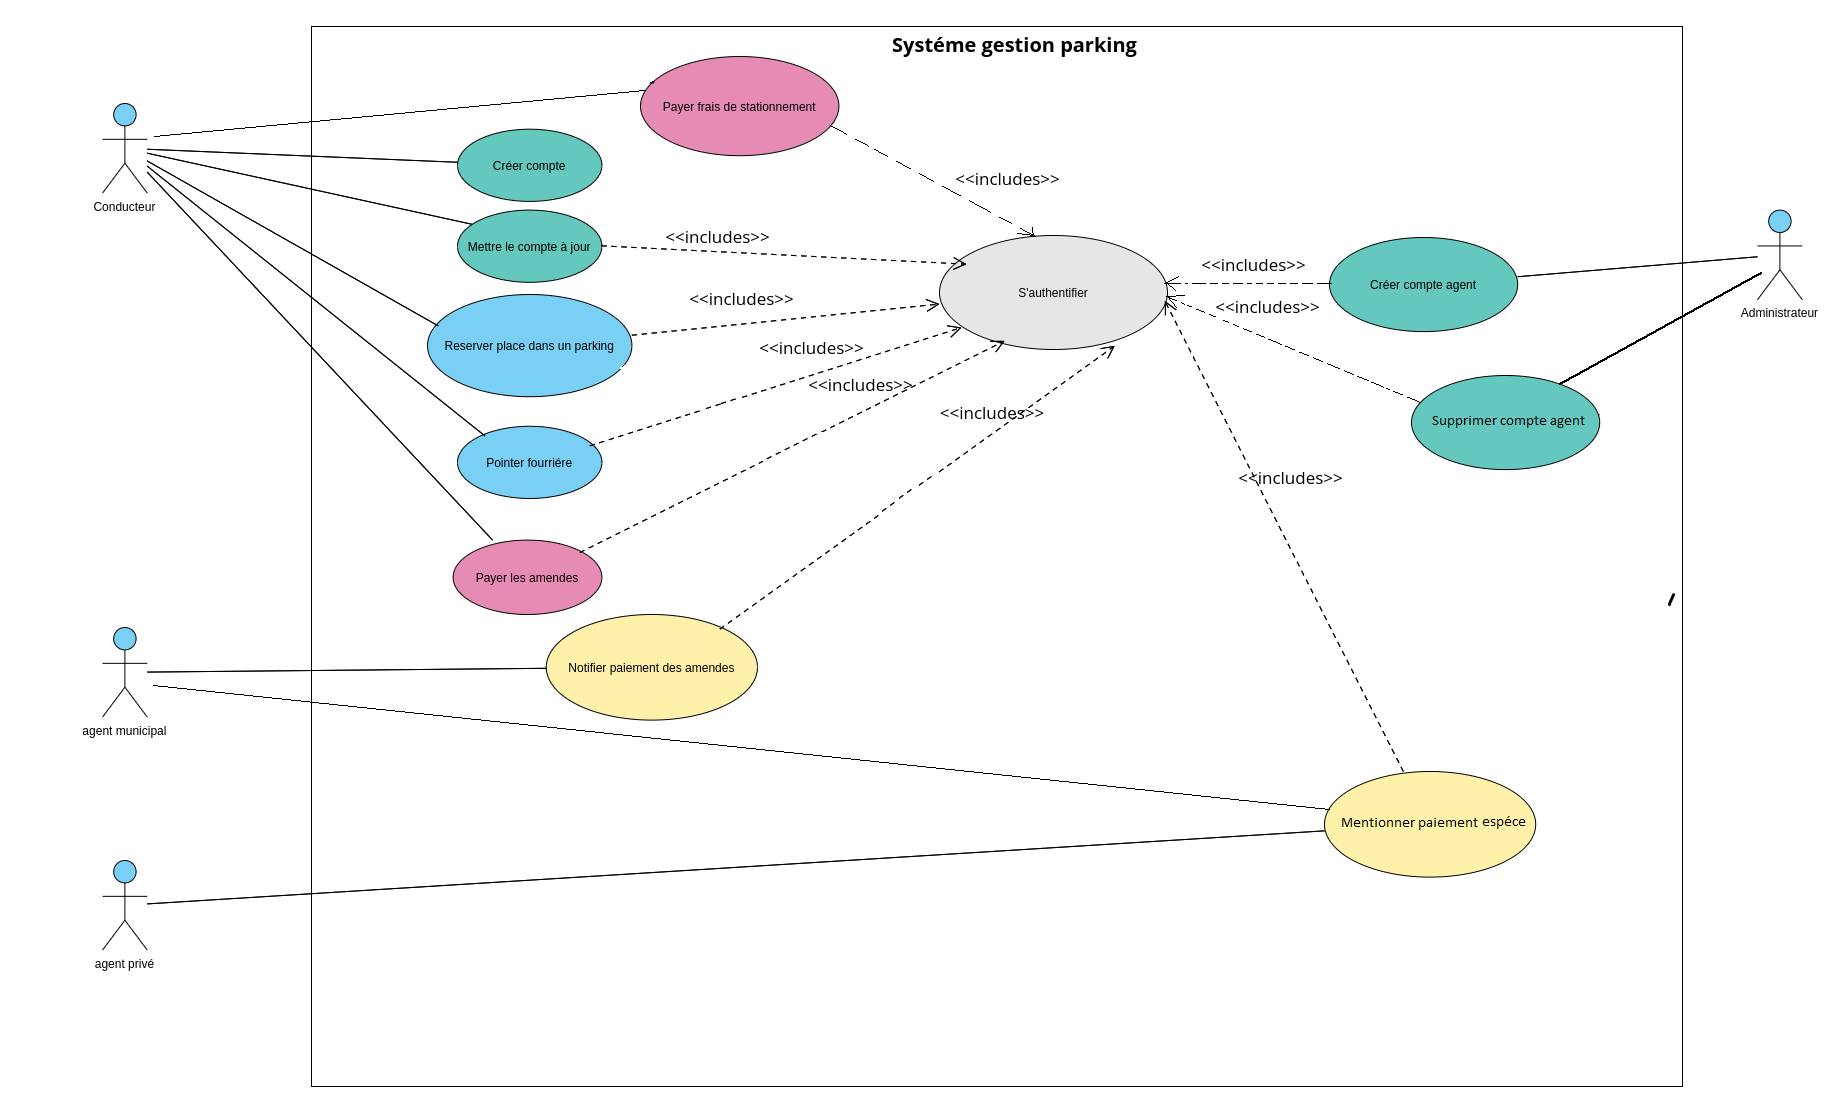 Systéme gestion parking
Payer frais de stationnement
Créer compte
<<includes>>
Conducteur
Mettre le compte à jour
<<includes>>
<<includes>>
Créer compte agent
S'authentifier
<<includes>>
<<includes>>
Administrateur
Reserver place dans un parking
<<includes>>
<<includes>>
<<includes>>
Supprimer compte agent
Pointer fourriére
<<includes>>
Payer les amendes
Notifier paiement des amendes
agent municipal
Mentionner paiement espéce
agent privé